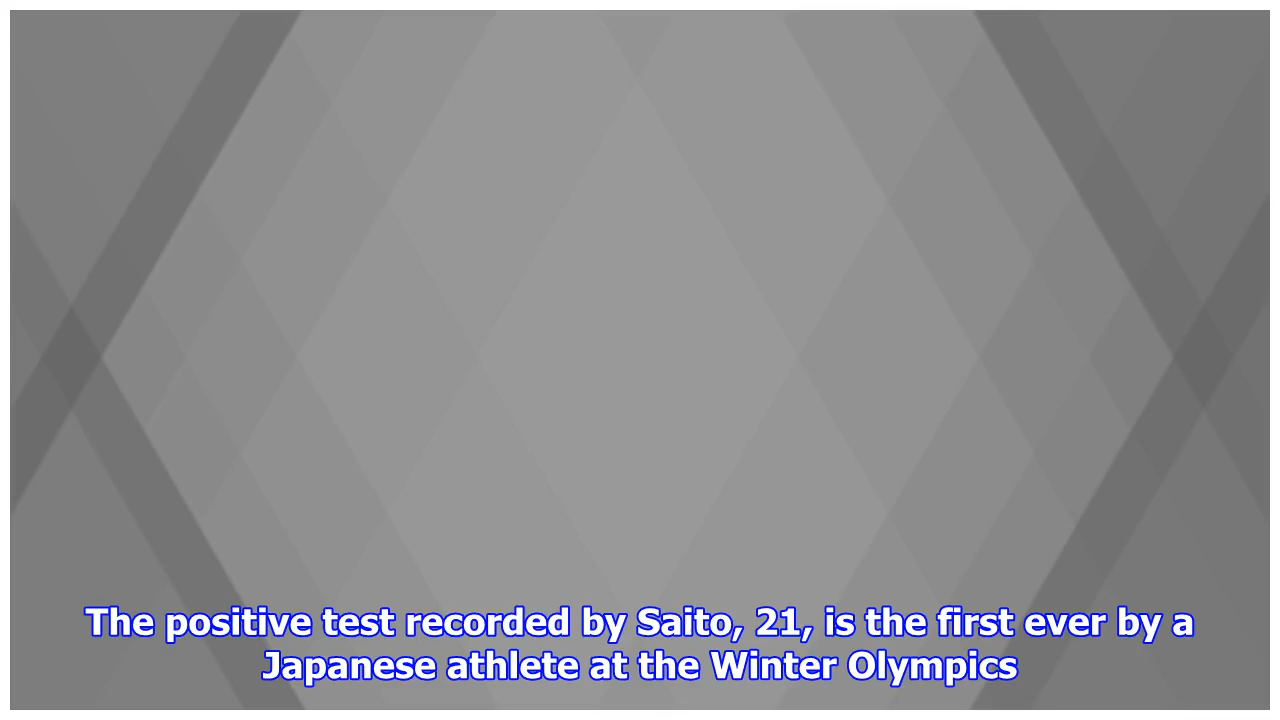 The positive test recorded by Saito, 21, is the first ever by a
Japanese athlete at the Winter Olympics